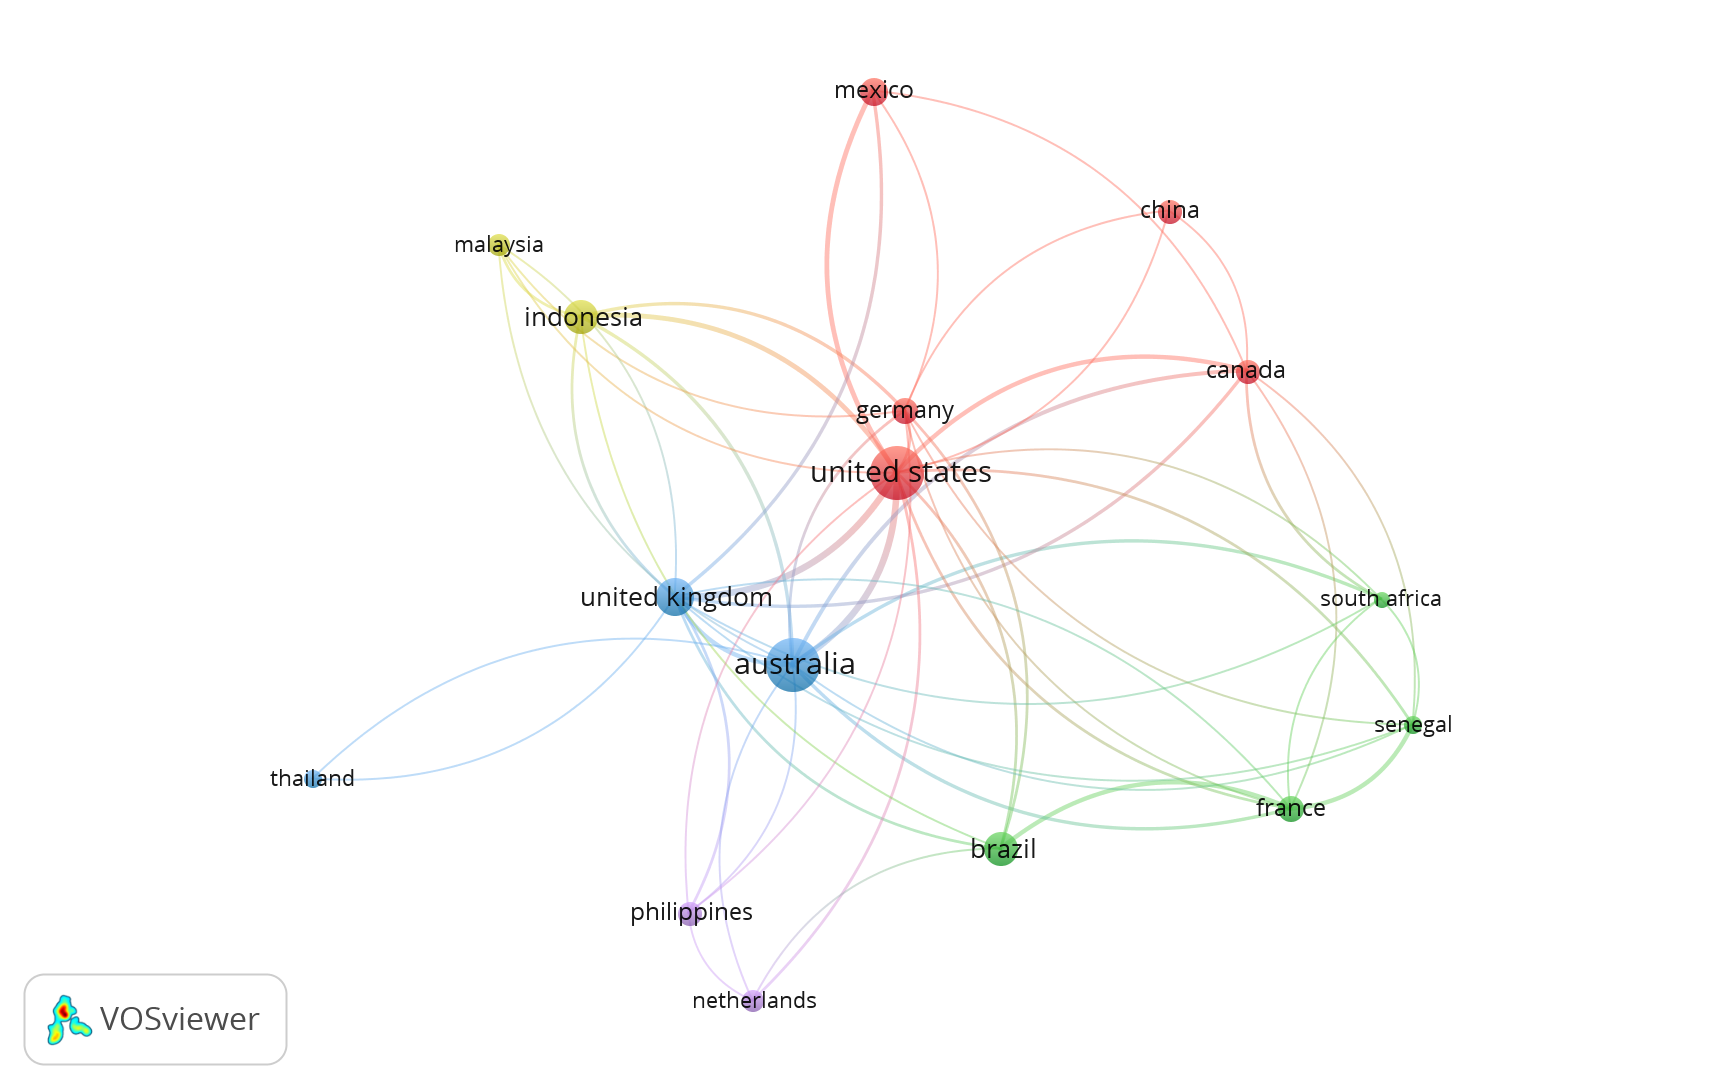 mexico
china
malaysia
indonesia
canada
germany
united states
united kingdom
south africa
australia
senegal
thailand
france
brazil
philippines
netherlands
VOSviewer